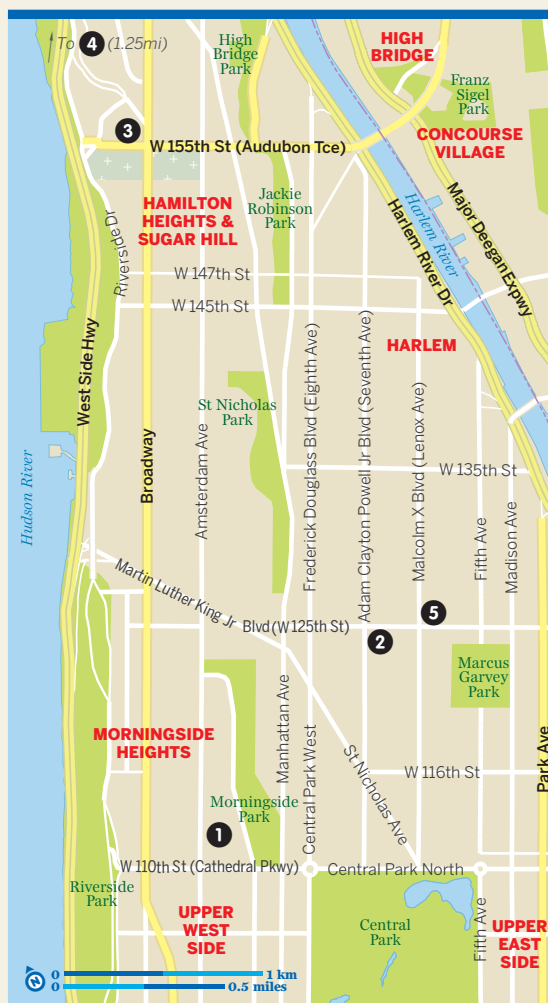 To 4 (1.25mi)
High
Bridge
Park
HIGH
BRIDGE
Franz
Sigel
Park
3
W 155th St (Audubon Tce)
CONCOURSE
VILLAGE
HAMILTON
HEIGHTS &
SUGAR HILL
Jackie
Robinson
Park
Riverside Dr
Harlem River Dr
Harlem River
Major Deegan Expwy
W 147th St
W 145th St
HARLEM
West Side Hwy
St Nicholas
Park
Hudson River
Broadway
Amsterdam Ave
Frederick Douglass Blvd (Eighth Ave)
Adam Clayton Powell Jr Blvd (Seventh Ave)
Malcolm X Blvd (Lenox Ave)
W 135th St
Fifth Ave
Madison Ave
Martin Luther King Jr
Blvd (W 125th St)
5
2
Marcus
Garvey
Park
MORNINGSIDE
HEIGHTS
Manhattan Ave
Central Park West
St Nicholas Ave
W 116th St
Park Ave
Morningside
Park
1
W 110th St (Cathedral Pkwy)
Central Park North
Riverside
Park
UPPER
WEST
SIDE
Central
Park
Fifth Ave
UPPER
EAST
SIDE
N
0 1 km
0 0.5 miles